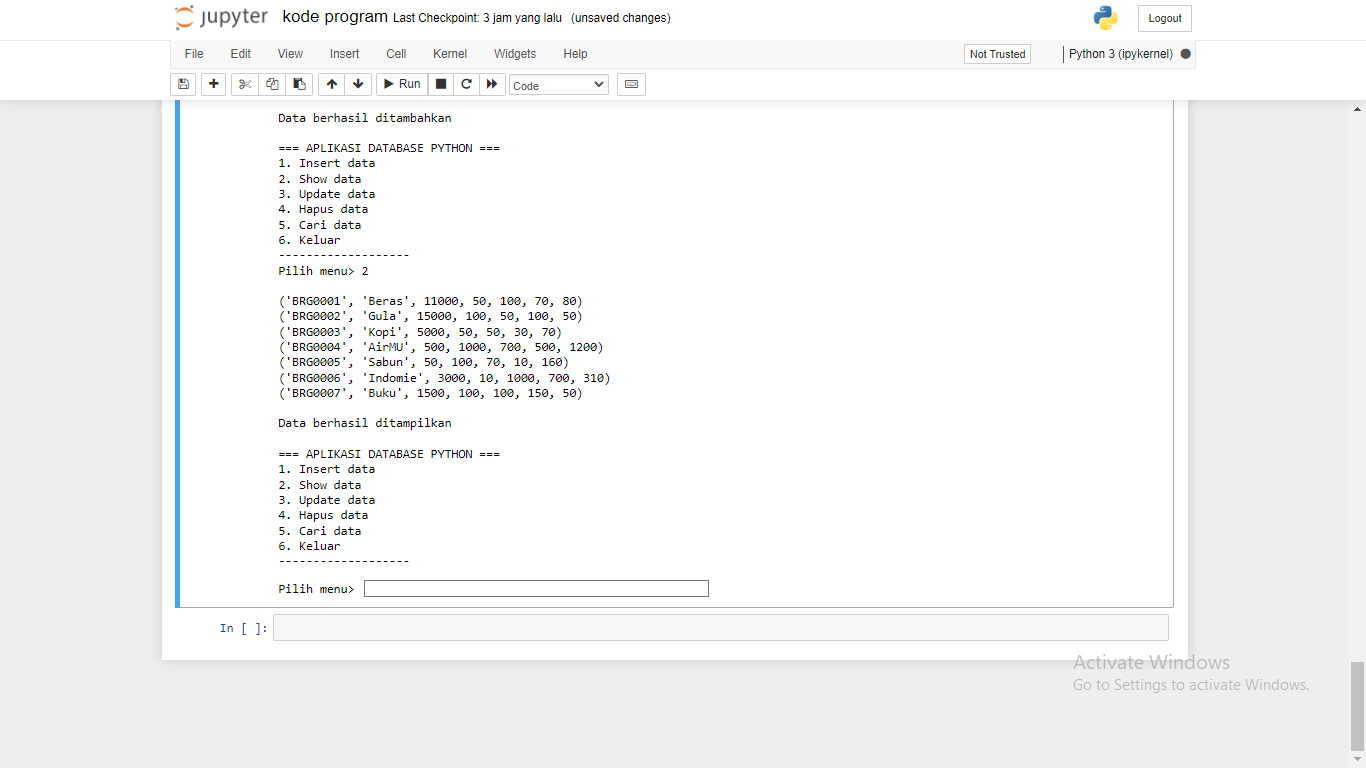 jupyter kode program Last Checkpoint: 3 jam yang lalu (unsaved changes) Logout
File Edit View Insert Cell Kernel Widgets Help Not Trusted Python 3 (ipykernel)
Run Code
Data berhasil ditambahkan
=== APLIKASI DATABASE PYTHON ===
1. Insert data
2. Show data
3. Update data
4. Hapus data
5. Cari data
6. Keluar
-------------------
Pilih menu> 2
('BRG0001', 'Beras', 11000, 50, 100, 70, 80)
('BRG0002', 'Gula', 15000, 100, 50, 100, 50)
('BRG0003', 'Kopi', 5000, 50, 50, 30, 70)
('BRG0004', 'AirMU', 500, 1000, 700, 500, 1200)
('BRG0005', 'Sabun', 50, 100, 70, 10, 160)
('BRG0006', 'Indomie', 3000, 10, 1000, 700, 310)
('BRG0007', 'Buku', 1500, 100, 100, 150, 50)
Data berhasil ditampilkan
=== APLIKASI DATABASE PYTHON ===
1. Insert data
2. Show data
3. Update data
4. Hapus data
5. Cari data
6. Keluar
-------------------
Pilih menu>
In [ ]:
Activate Windows
Go to Settings to activate Windows.